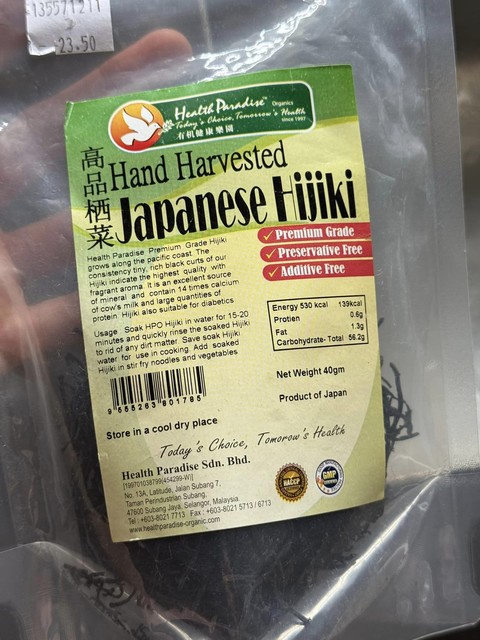 13557121T
23.50
Health Paradise™ Organics
Today's Choice, Tomorrow's Health since 1997
有机健康樂園
高品栖菜
Hand Harvested
Japanese Hijiki
Premium Grade
Preservative Free
Additive Free
Health Paradise Premium Grade Hijiki
grows along the pacific coast. The
consistency tiny, rich black curls of our
Hijiki indicate the highest quality with
fragrant aroma. It is an excellent source
of mineral and contain 14 times calcium
of cow's milk and large quantities of
protein. Hijiki also suitable for diabetics
Usage Soak HPO Hijiki in water for 15-20
minutes and quickly rinse the soaked Hijiki
to rid of any dirt matter. Save soak Hijiki
water for use in cooking. Add soaked
Hijiki in stir fry noodles and vegetables
Energy 530 kcal 139kcal
Protien 0.6g
Fat 1.3g
Carbohydrate- Total 56.2g
Net Weight 40gm
Product of Japan
9 555263 801785
Store in a cool dry place
Today's Choice, Tomorow's Health
Health Paradise Sdn. Bhd.
[199701038799(454299-W)]
No, 13A, Latitude, Jalan Subang 7,
Taman Perindustrian Subang,
47600 Subang Jaya, Selangor, Malaysia.
Tel : +603-8021 7713 Fax : +603-8021 5713 / 6713
www.healthparadise-organic.com
HACCP
GMP